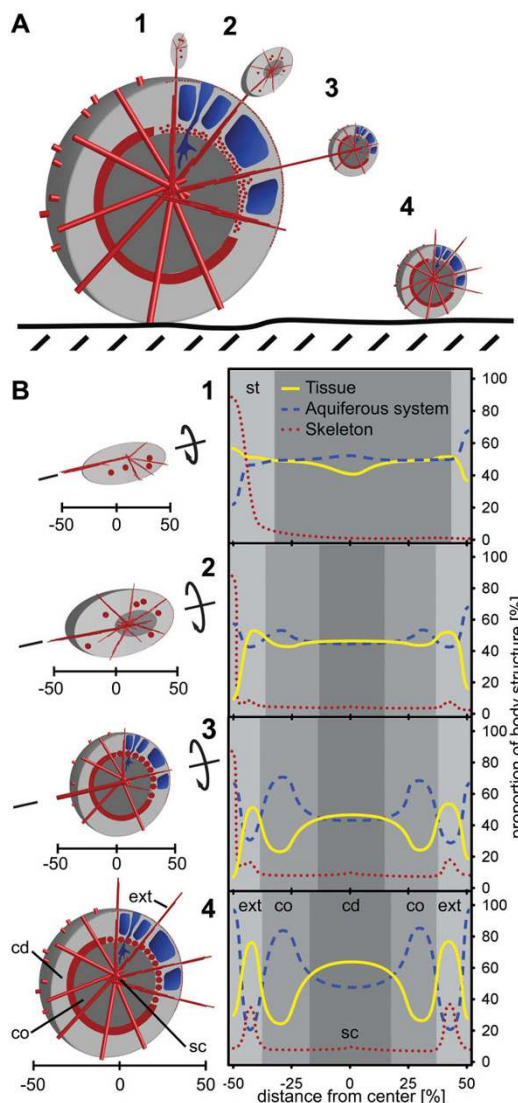 A
1
2
3
4
B
1
st
Tissue
Aquiferous system
Skeleton
100
80
60
40
20
0
-50 0 50
2
100
80
60
40
20
0
-50 0 50
3
100
80
60
40
20
0
-50 0 50
proportion of body structure [%]
4
ext
cd
co
sc
ext co cd co ext
sc
100
80
60
40
20
0
-50 0 50
-50 -25 0 25 50
distance from center [%]